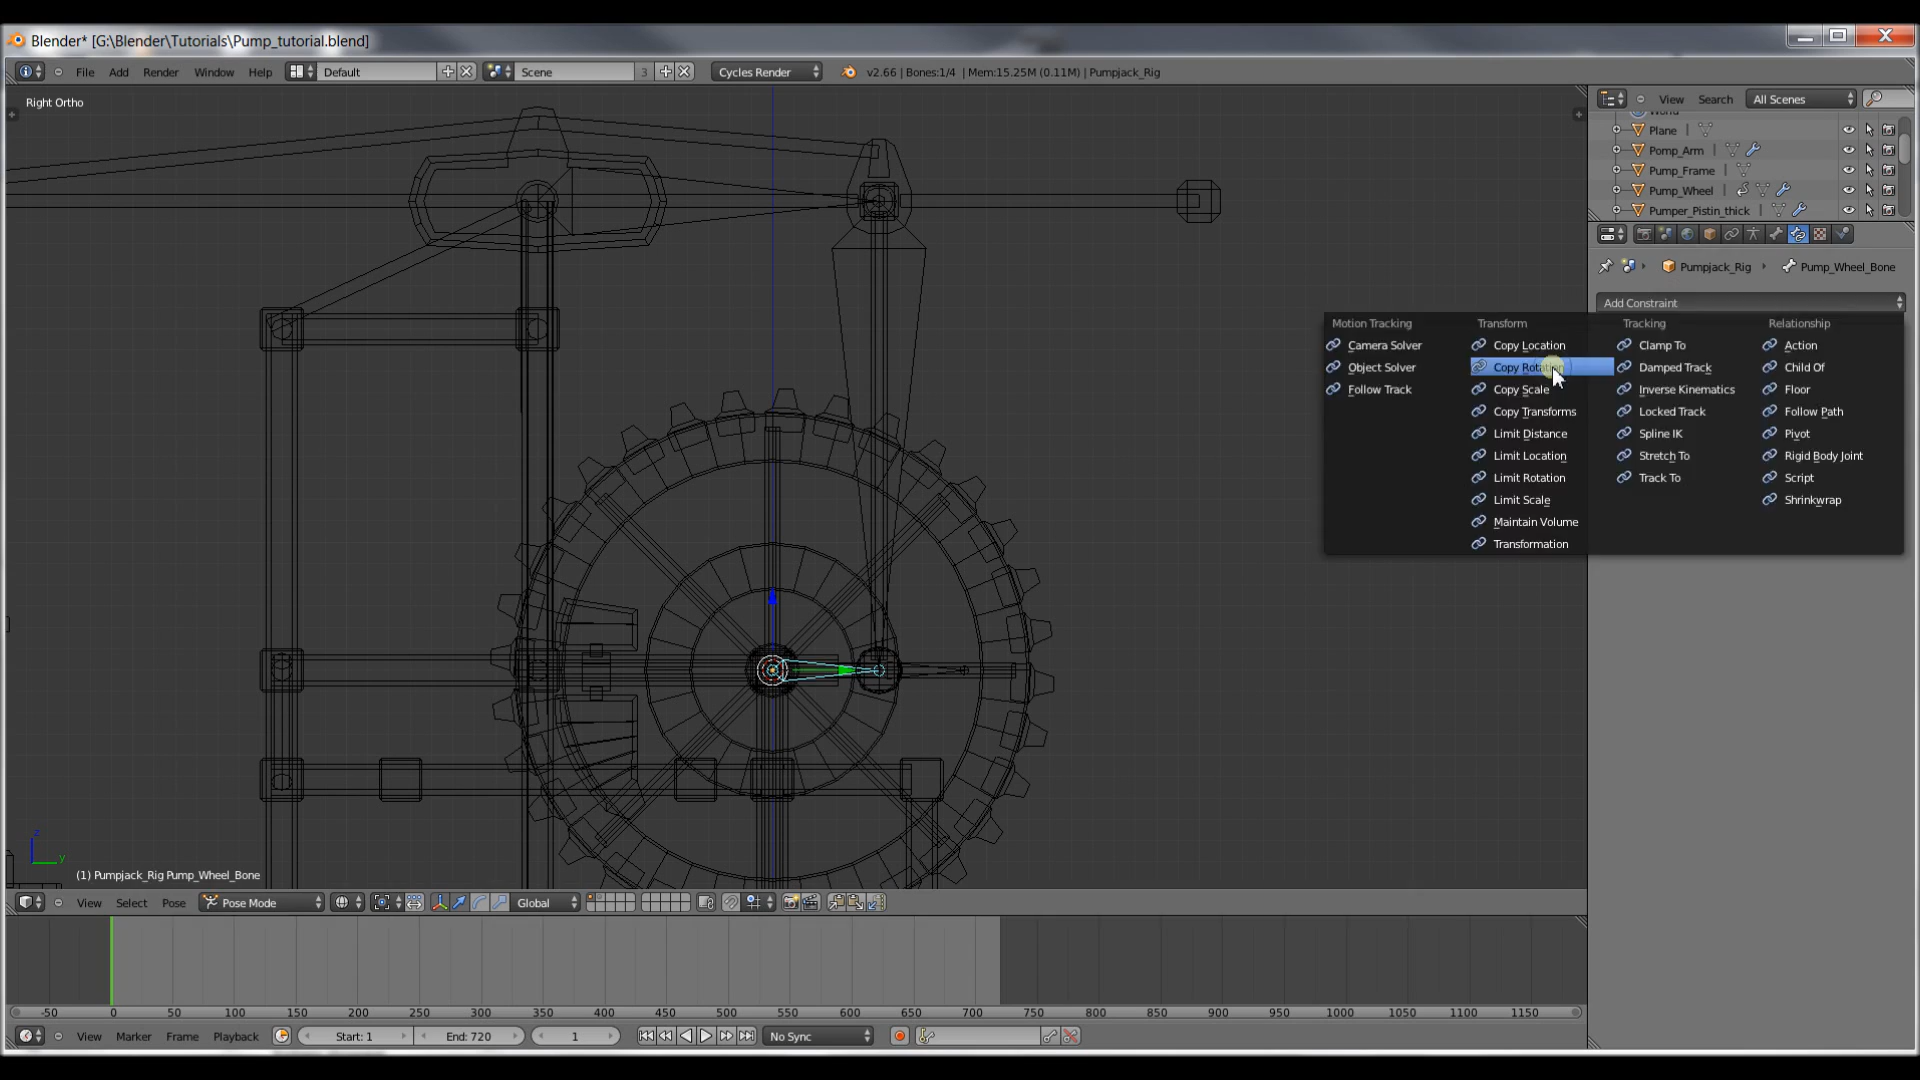 Blender* [G:\Blender\Tutorials\Pump_tutorial.blend]
File Add Render Window Help Default Scene 3 Cycles Render v2.66 | Bones:1/4 | Mem:15.25M (0.11M) | Pumpjack_Rig
Right Ortho
View Search All Scenes
World
Plane
Pomp_Arm
Pump_Frame
Pump_Wheel
Pumper_Pistin_thick
Pumpjack_Rig Pump_Wheel_Bone
Add Constraint
Motion Tracking Transform Tracking Relationship
Camera Solver Copy Location Clamp To Action
Object Solver Copy Rotation Damped Track Child Of
Follow Track Copy Scale Inverse Kinematics Floor
Copy Transforms Locked Track Follow Path
Limit Distance Spline IK Pivot
Limit Location Stretch To Rigid Body Joint
Limit Rotation Track To Script
Limit Scale Shrinkwrap
Maintain Volume
Transformation
z
y
(1) Pumpjack_Rig Pump_Wheel_Bone
View Select Pose Pose Mode Global
-50 0 50 100 150 200 250 300 350 400 450 500 550 600 650 700 750 800 850 900 950 1000 1050 1100 1150
View Marker Frame Playback Start: 1 End: 720 1 No Sync